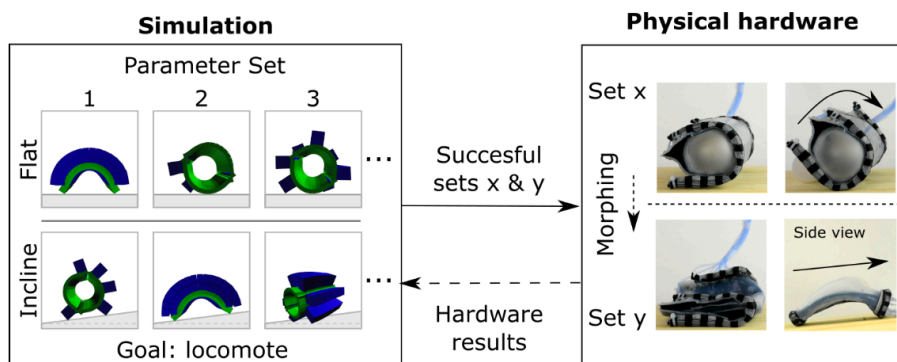 Simulation
Parameter Set
1 2 3
Flat
...
Incline
...
Goal: locomote
Succesful
sets x & y
Hardware
results
Physical hardware
Set x
Morphing
Side view
Set y